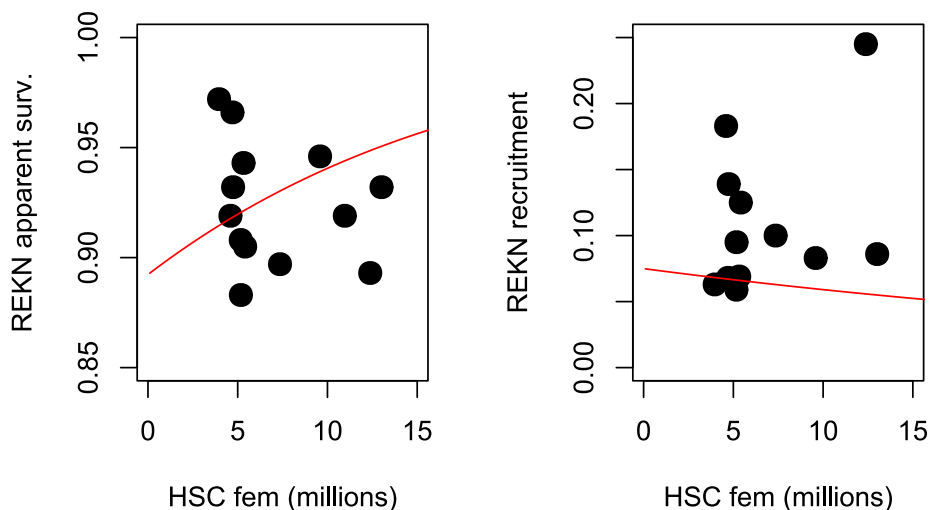 REKN apparent surv.
1.00
0.95
0.90
0.85
0 5 10 15
HSC fem (millions)
REKN recruitment
0.20
0.10
0.00
0 5 10 15
HSC fem (millions)